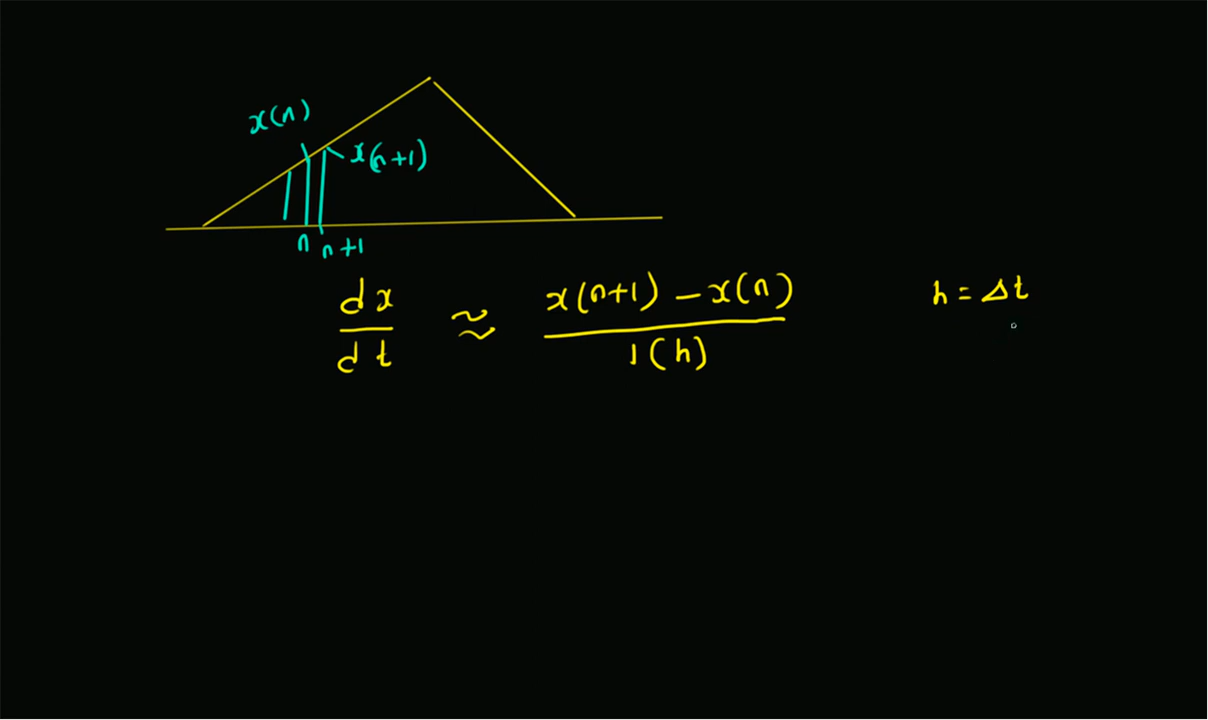 x(n)
x(n+1)
n n+1
dx/dt ≈ x(n+1) - x(n) / 1(h)
h = Δt